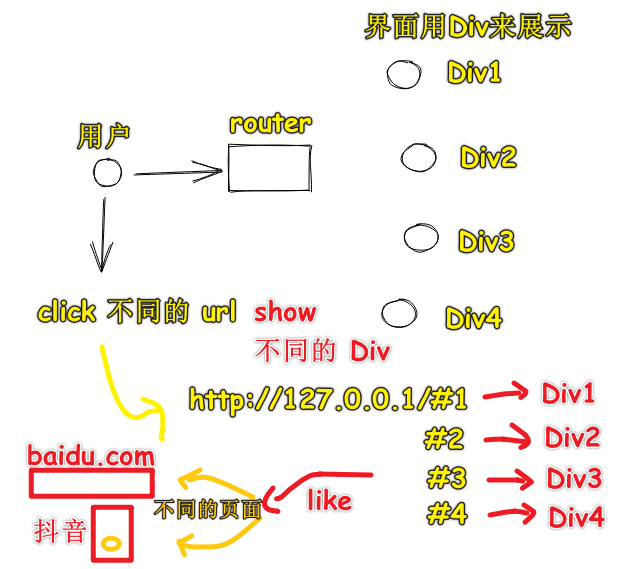 界面用Div来展示
Div1
用户
router
Div2
Div3
Div4
click 不同的 url show
不同的 Div
http://127.0.0.1/#1
Div1
#2
Div2
baidu.com
#3
Div3
不同的页面
like
#4
Div4
抖音